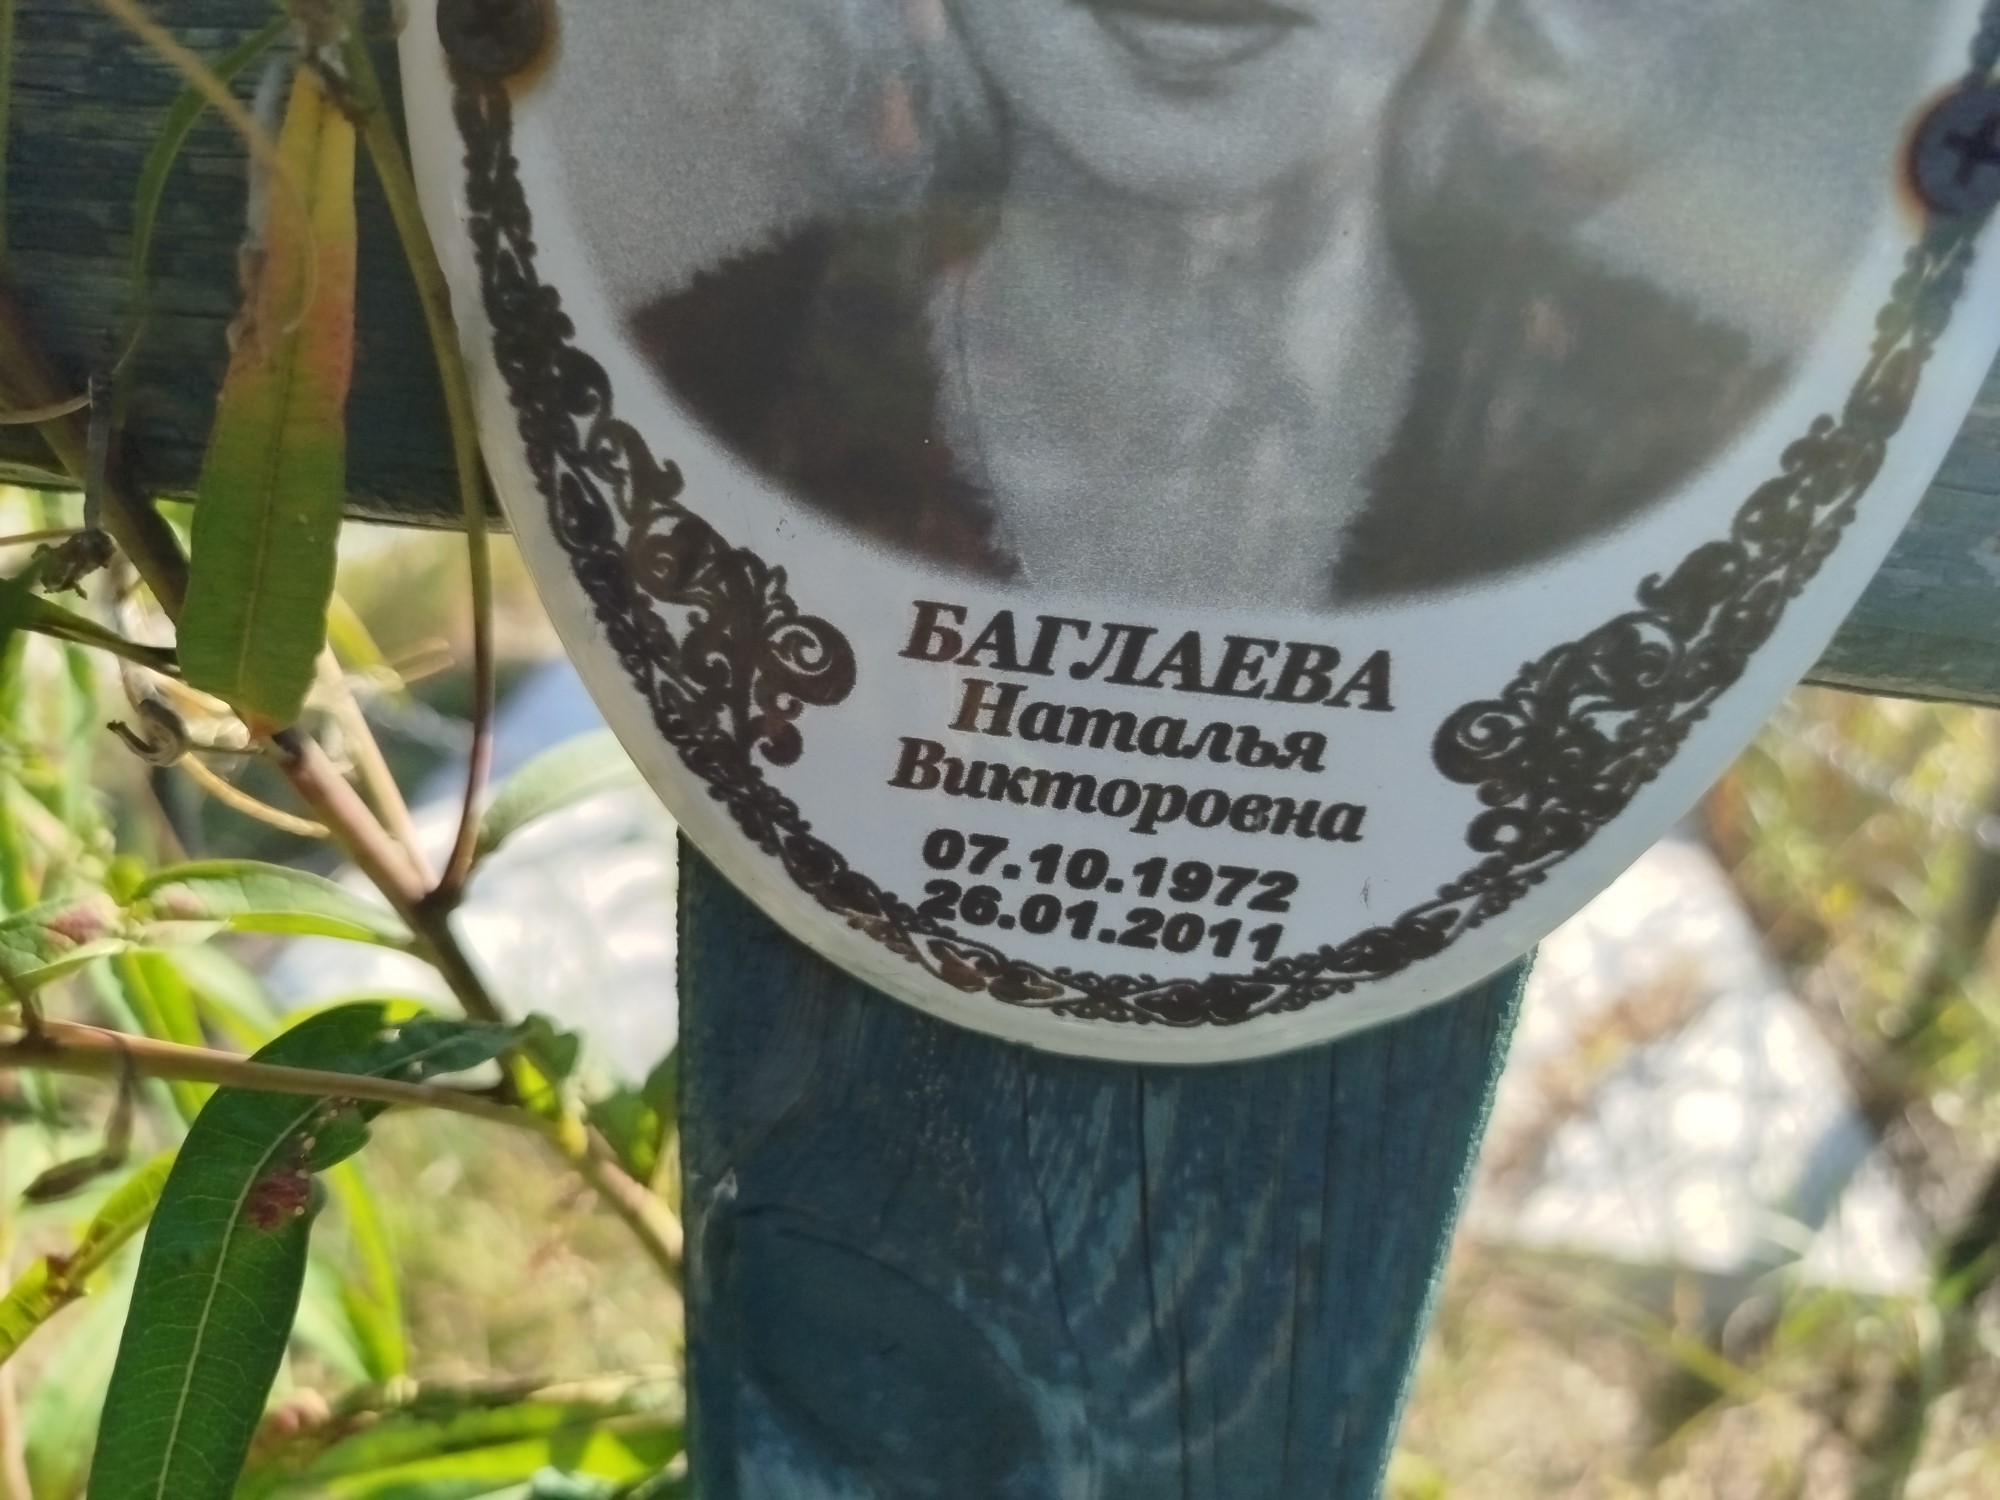 БАГЛАЕВА
Наталья
Викторовна
07.10.1972
26.01.2011